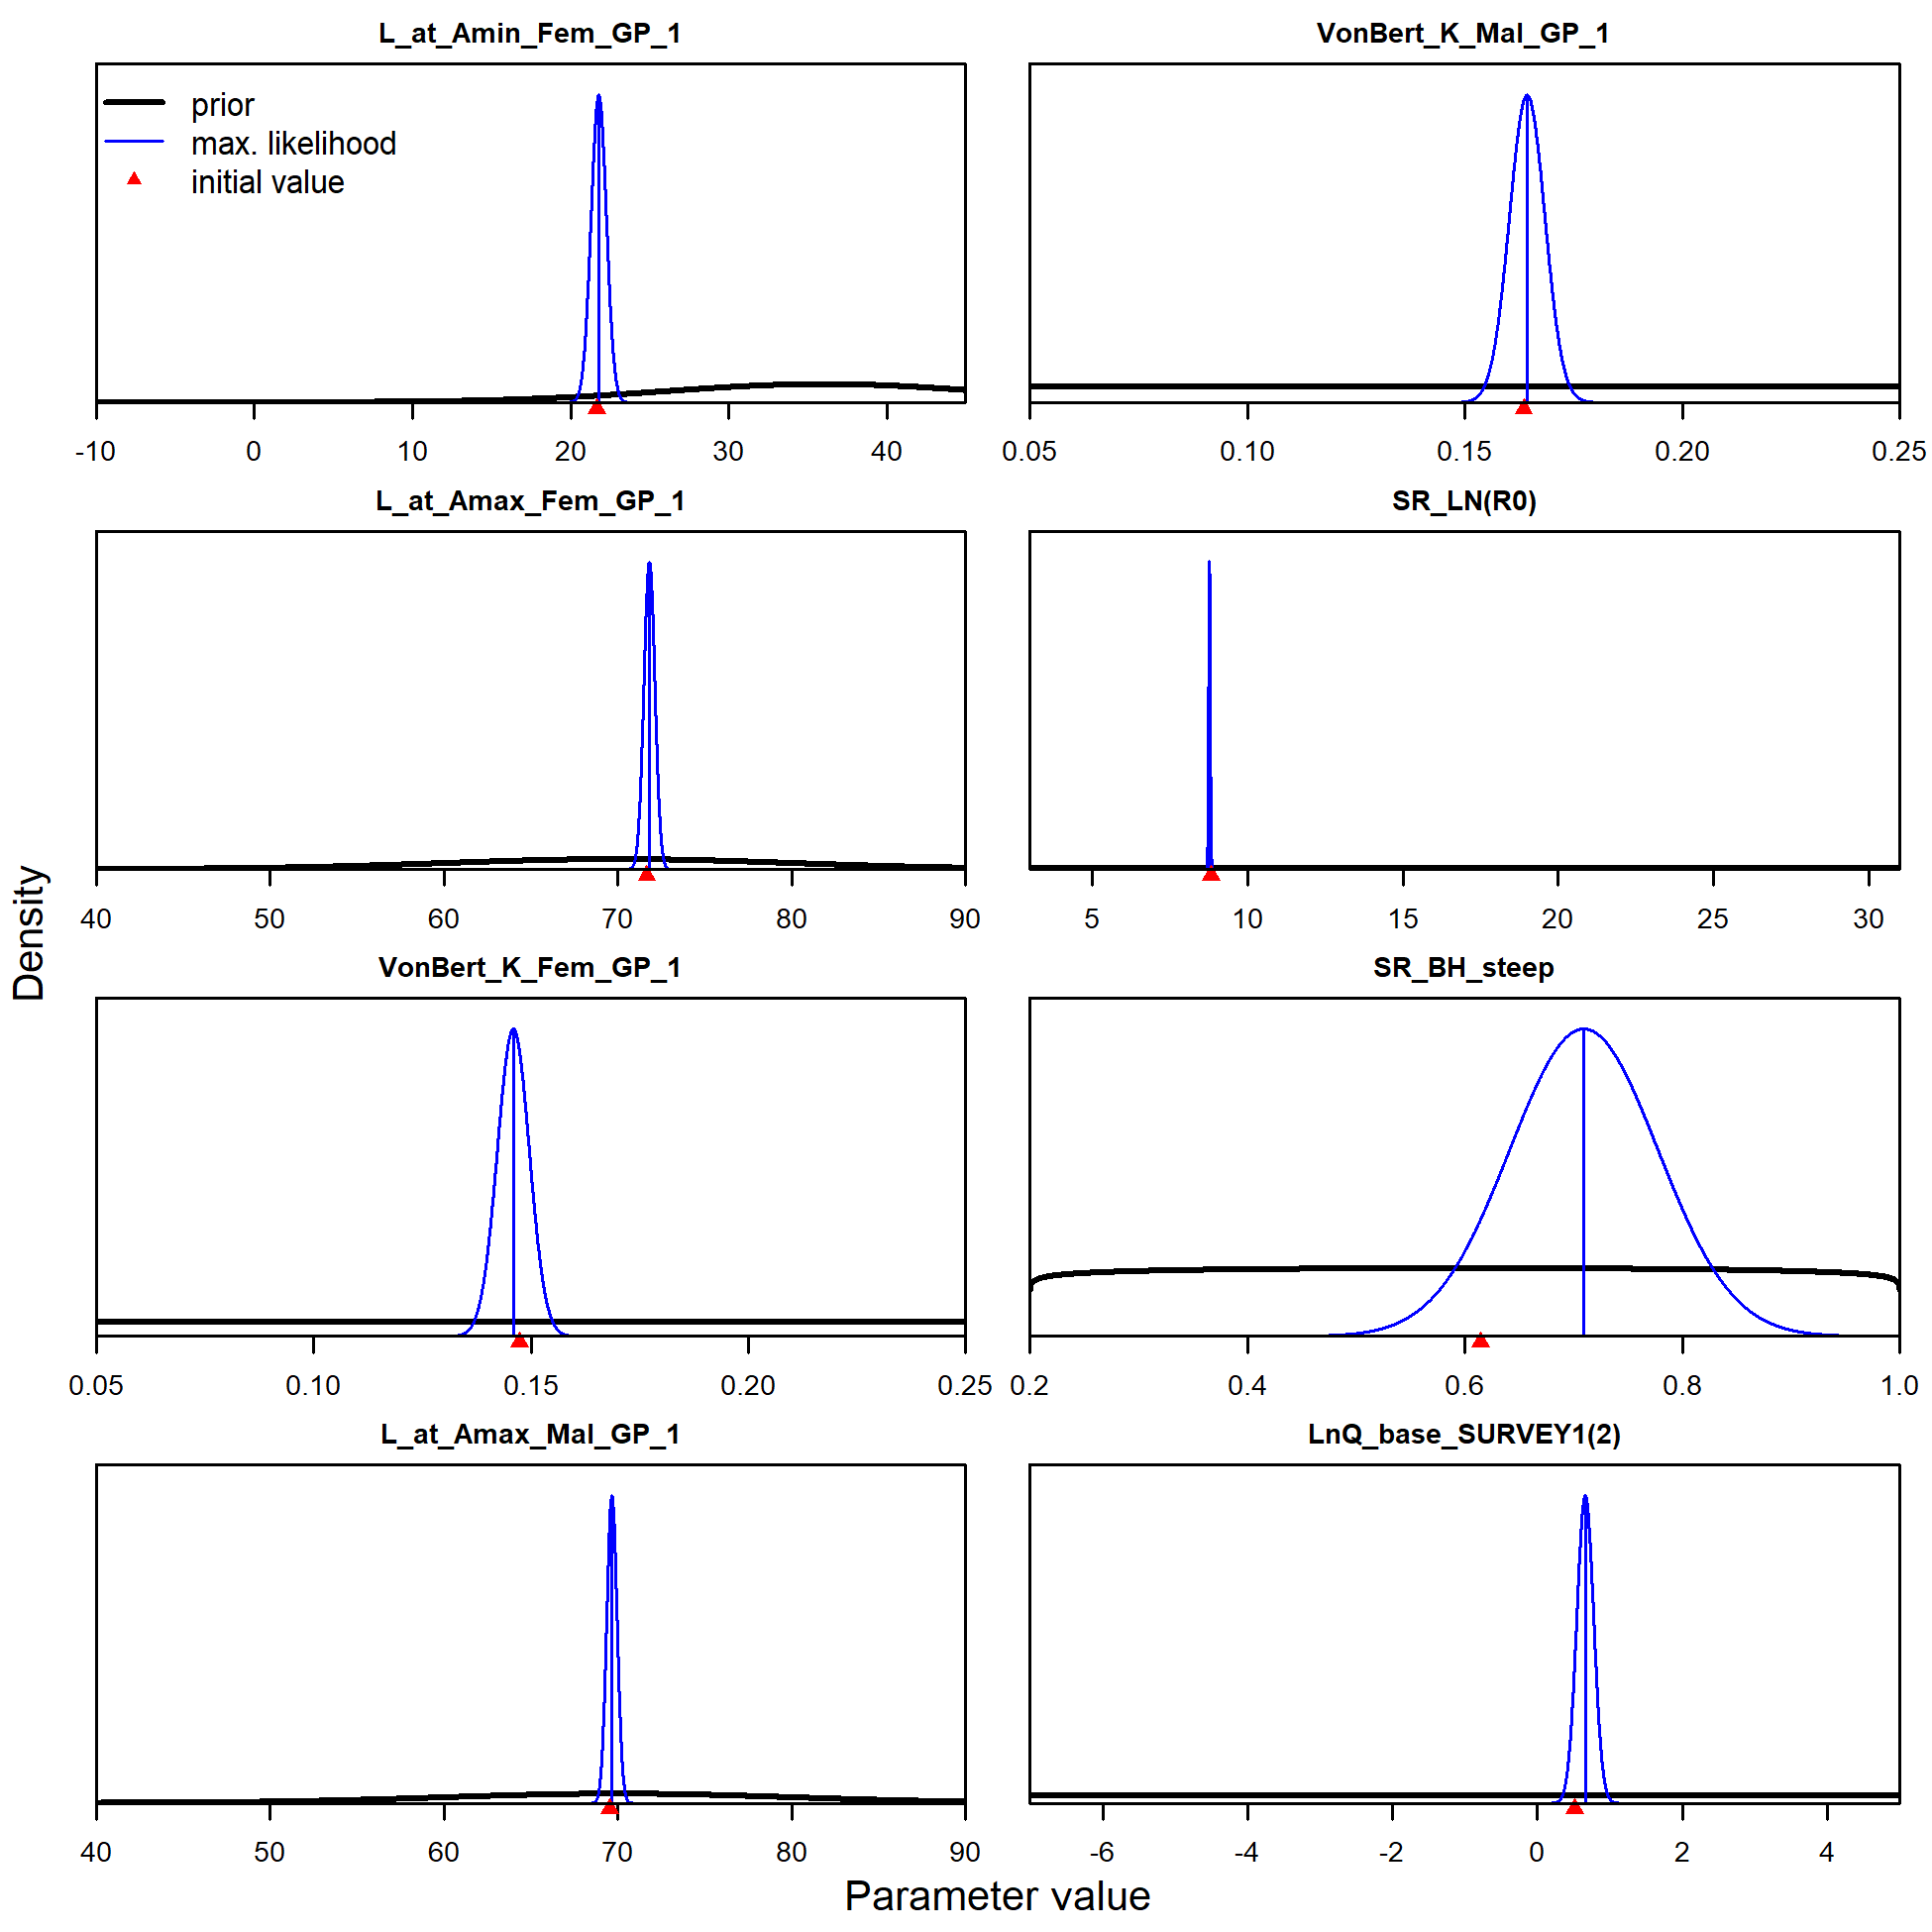 L_at_Amin_Fem_GP_1
prior
max. likelihood
initial value
-10 0 10 20 30 40
VonBert_K_Mal_GP_1
0.05 0.10 0.15 0.20 0.25
L_at_Amax_Fem_GP_1
40 50 60 70 80 90
SR_LN(R0)
5 10 15 20 25 30
VonBert_K_Fem_GP_1
0.05 0.10 0.15 0.20 0.25
SR_BH_steep
0.2 0.4 0.6 0.8 1.0
L_at_Amax_Mal_GP_1
40 50 60 70 80 90
LnQ_base_SURVEY1(2)
-6 -4 -2 0 2 4
Density
Parameter value